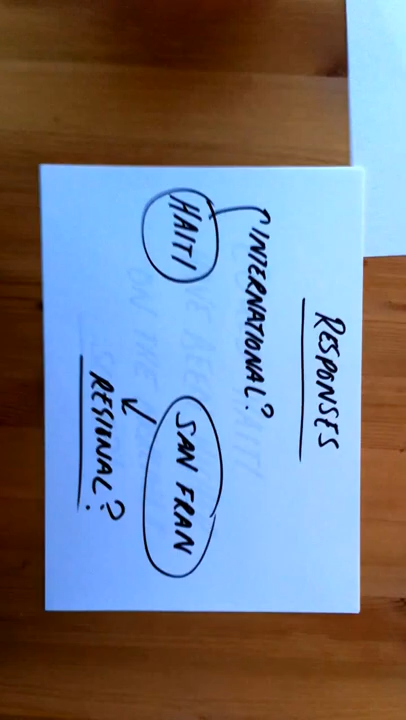 RESPONSES
INTERNATIONAL?
HAITI
SAN FRAN
REGIONAL?